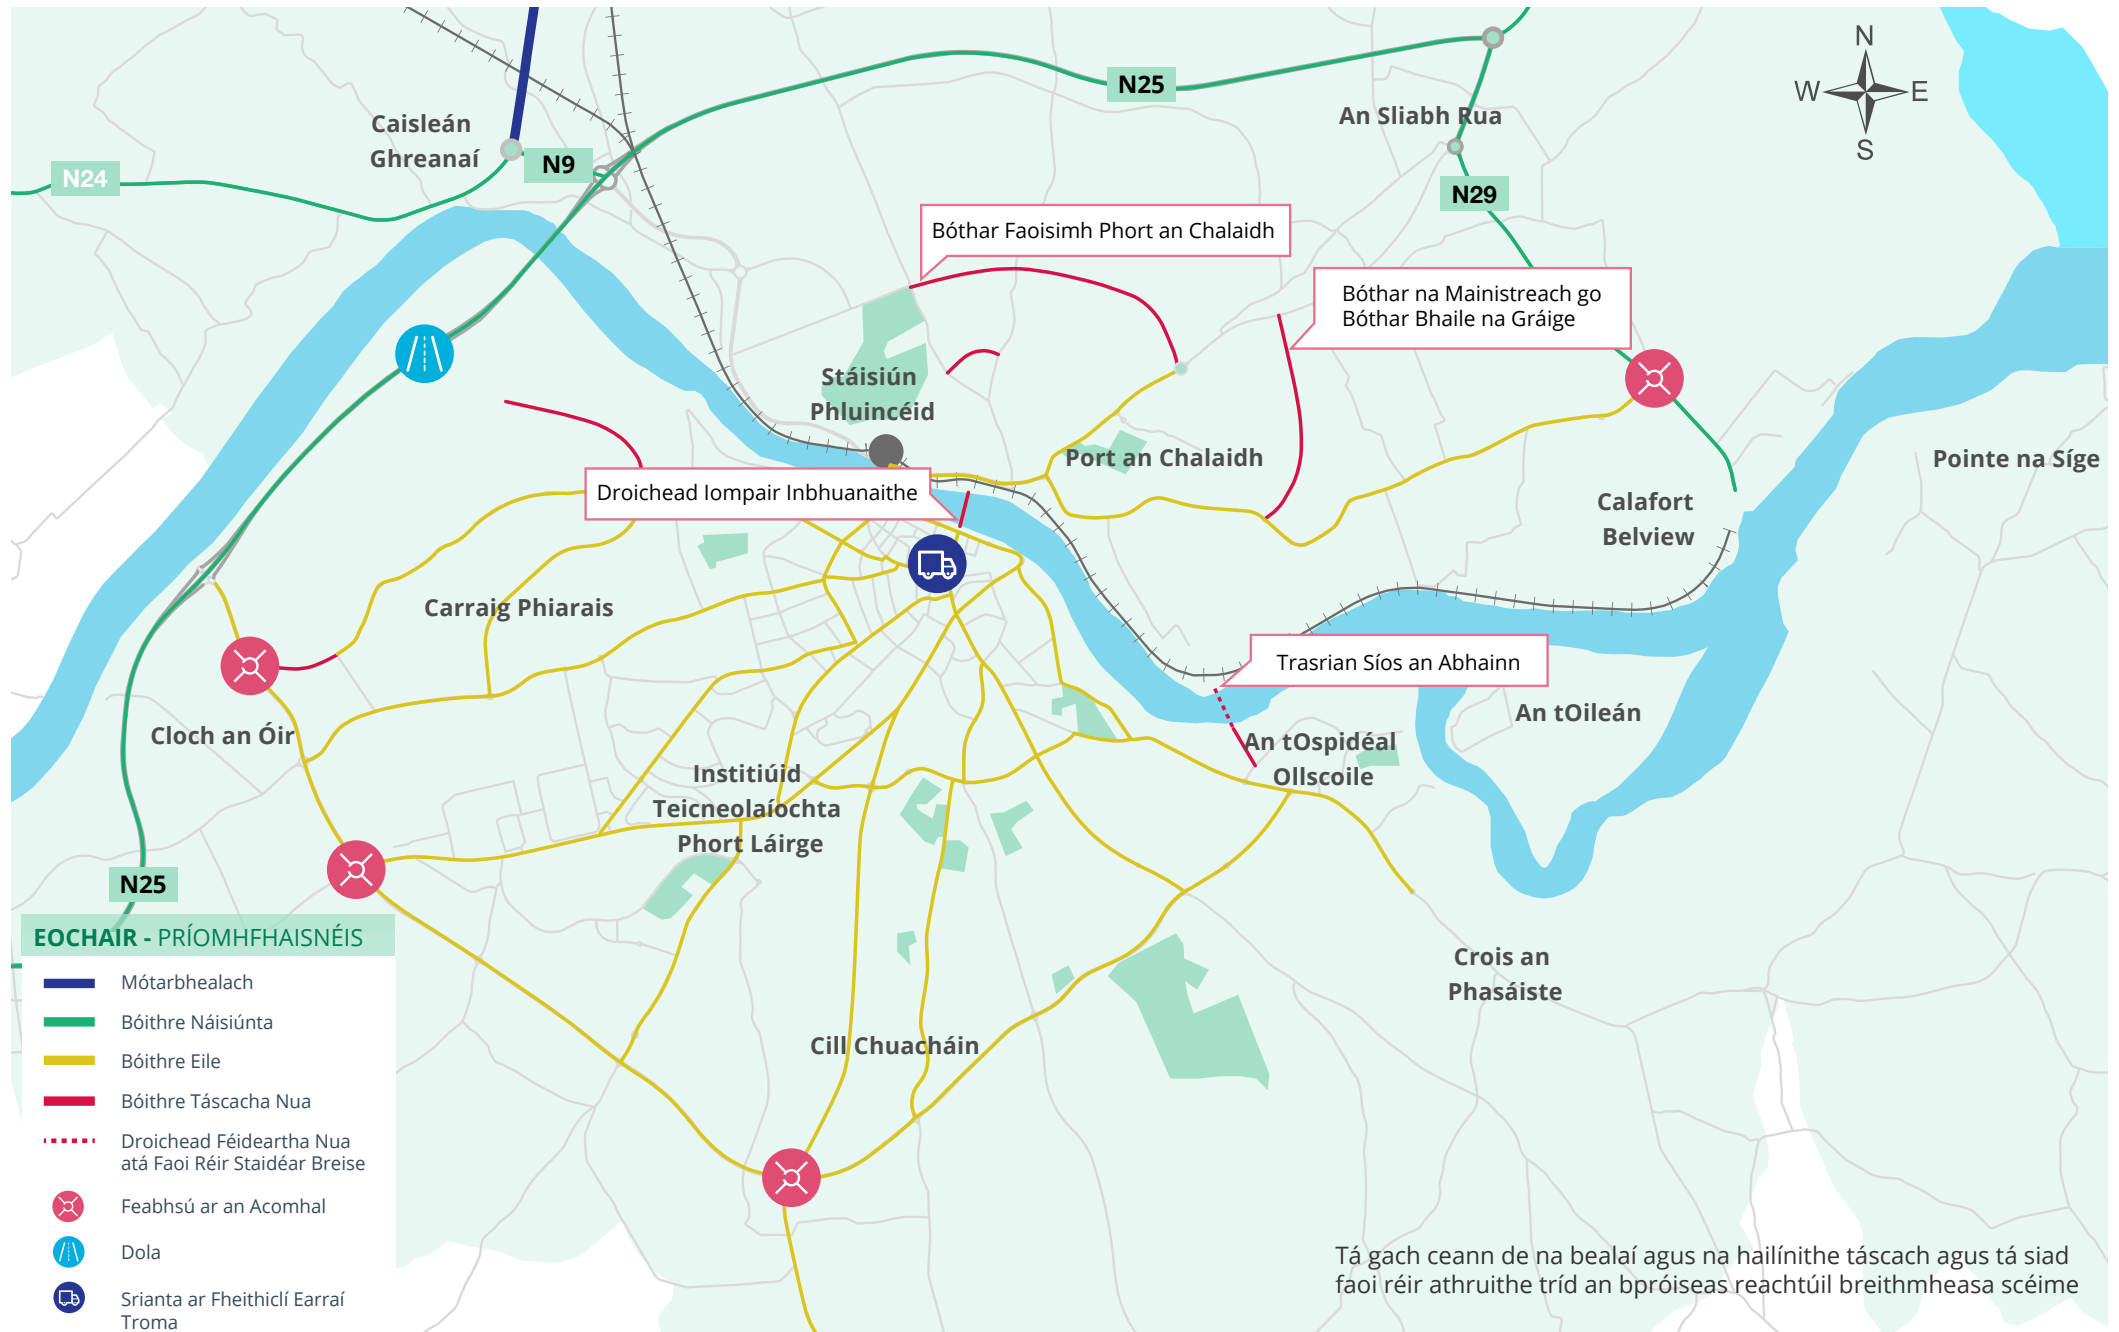 N
W
E
S
N25
Caisleán
Ghreanaí
An Sliabh Rua
N9
N24
N29
Bóthar Faoisimh Phort an Chalaidh
Bóthar na Mainistreach go
Bóthar Bhaile na Gráige
Stáisiún
Phluincéid
Port an Chalaidh
Pointe na Síge
Droichead Iompair Inbhuanaithe
Calafort
Belview
Carraig Phiarais
Trasrian Síos an Abhainn
An tOileán
Cloch an Óir
An tOspidéal
Ollscoile
Institiúid
Teicneolaíochta
Phort Láirge
N25
Crois an
Phasáiste
Cill Chuacháin
EOCHAIR - PRÍOMHFHAISNÉIS
Mótarbhealach
Bóithre Náisiúnta
Bóithre Eile
Bóithre Táscacha Nua
Droichead Féideartha Nua
atá Faoi Réir Staidéar Breise
Feabhsú ar an Acomhal
Dola
Srianta ar Fheithiclí Earraí
Troma
Tá gach ceann de na bealaí agus na hailínithe táscach agus tá siad
faoi réir athruithe tríd an bpróiseas reachtúil breithmheasa scéime